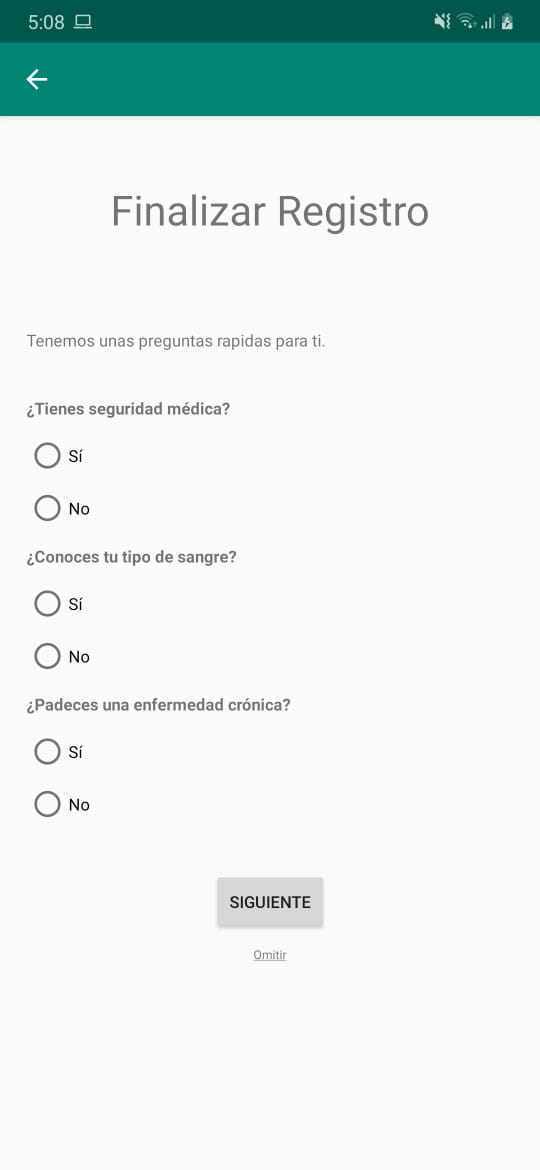 5:08
Finalizar Registro
Tenemos unas preguntas rapidas para ti.
¿Tienes seguridad médica?
Sí
No
¿Conoces tu tipo de sangre?
Sí
No
¿Padeces una enfermedad crónica?
Sí
No
SIGUIENTE
Omitir